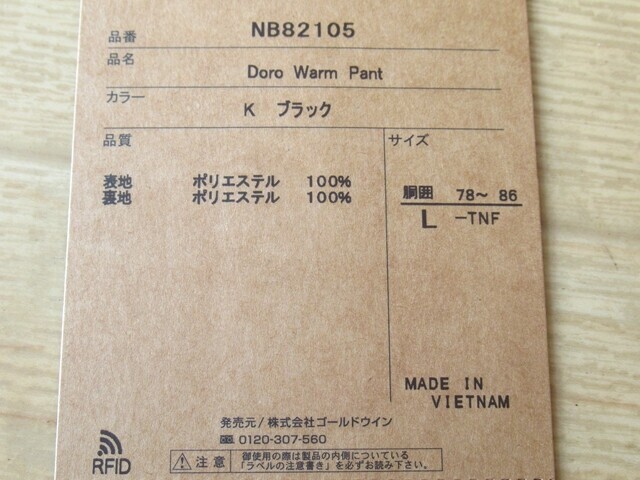 品番 NB82105
品名 Doro Warm Pant
カラー K ブラック
品質
表地 ポリエステル 100%
裏地 ポリエステル 100%
サイズ
胴囲 78～ 86
L -TNF
MADE IN
VIETNAM
発売元/株式会社ゴールドウイン
0120-307-560
RFID
注意 御使用の際は製品の内側についている
「ラベルの注意書き」を必ずお読み下さい。